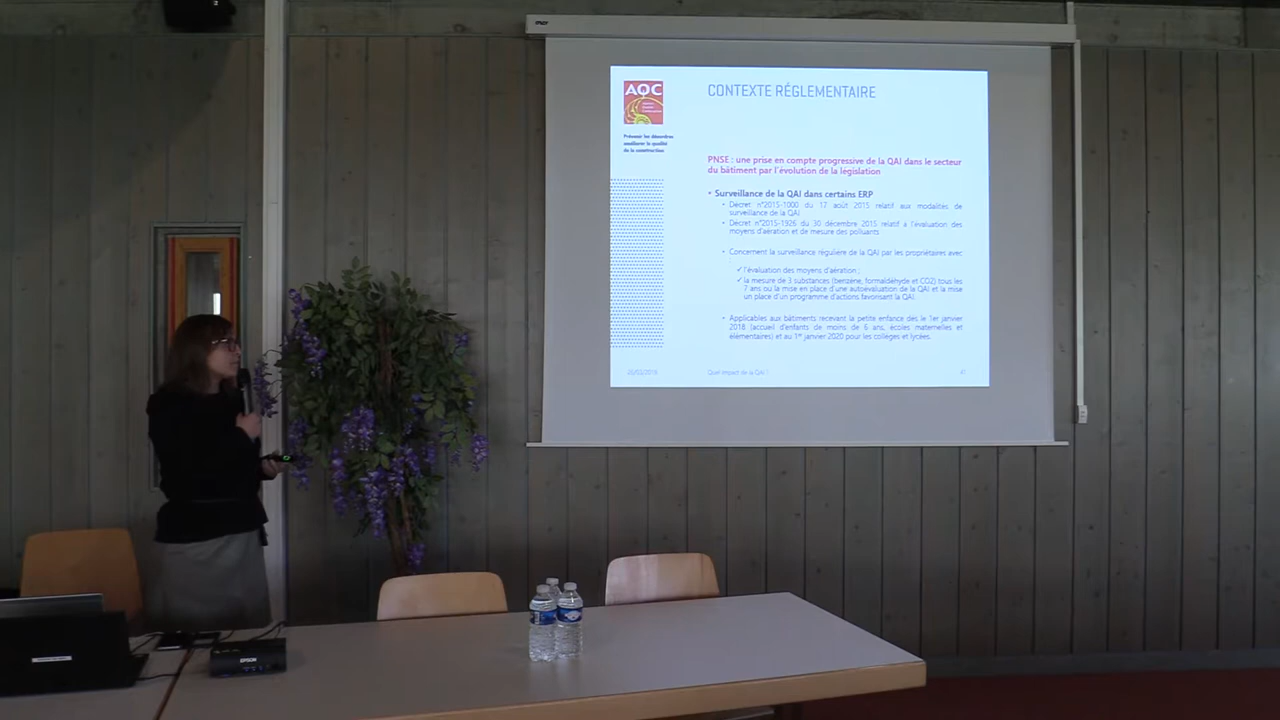 AQC
Prévenir les désordres
améliorer la qualité
de la construction
CONTEXTE RÉGLEMENTAIRE
PNSE : une prise en compte progressive de la QAI dans le secteur
du bâtiment par l'évolution de la législation
• Surveillance de la QAI dans certains ERP
• Décret n°2015-1000 du 17 août 2015 relatif aux modalités de
surveillance de la QAI
• Décret n°2015-1926 du 30 décembre 2015 relatif à l'évaluation des
moyens d'aération et de mesure des polluants
• Concernent la surveillance régulière de la QAI par les propriétaires avec
✓ l'évaluation des moyens d'aération ;
✓ la mesure de 3 substances (benzène, formaldéhyde et CO2) tous les
7 ans ou la mise en place d'une autoévaluation de la QAI et la mise
un place d'un programme d'actions favorisant la QAI.
• Applicables aux bâtiments recevant la petite enfance dès le 1er janvier
2018 (accueil d'enfants de moins de 6 ans, écoles maternelles et
élémentaires) et au 1er janvier 2020 pour les collèges et lycées.
Quel impact de la QAI ?
EPSON